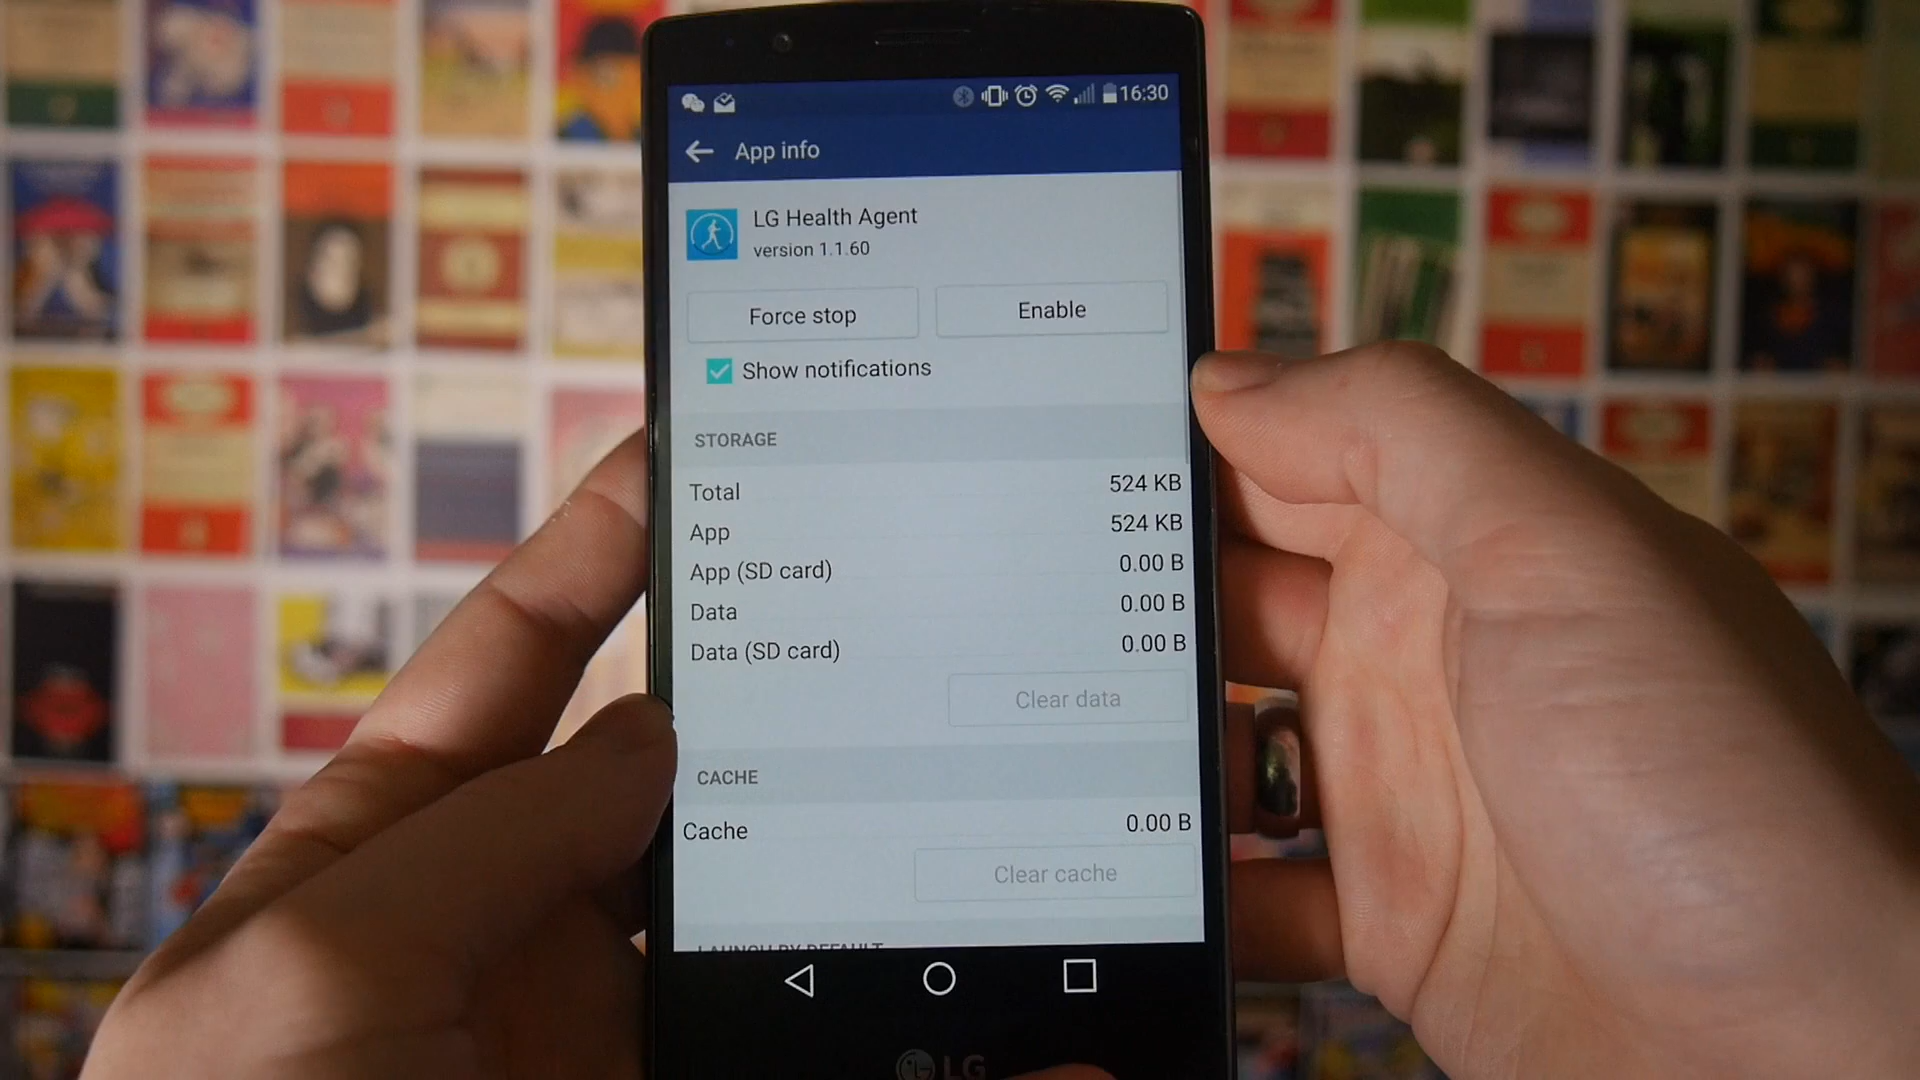 16:30
App info
LG Health Agent
version 1.1.60
Force stop
Enable
Show notifications
STORAGE
Total 524 KB
App 524 KB
App (SD card) 0.00 B
Data 0.00 B
Data (SD card) 0.00 B
Clear data
CACHE
Cache 0.00 B
Clear cache
LAUNCH BY DEFAULT
LG